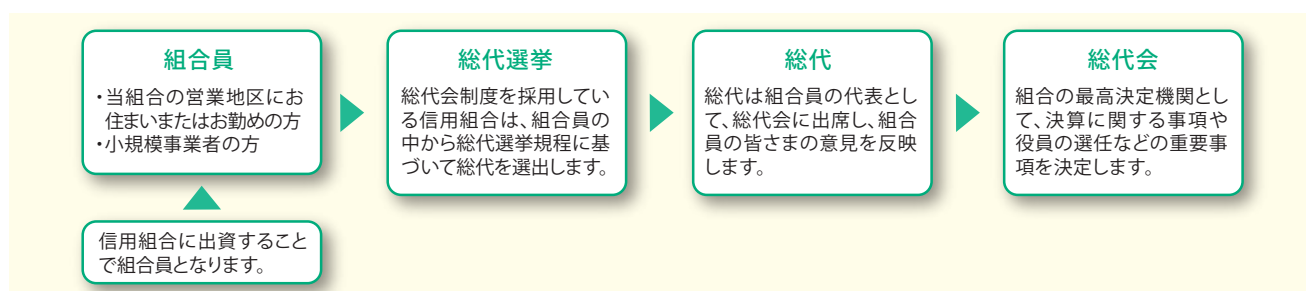 組合員
・当組合の営業地区にお
住まいまたはお勤めの方
・小規模事業者の方
信用組合に出資すること
で組合員となります。
総代選挙
総代会制度を採用してい
る信用組合は、組合員の
中から総代選挙規程に基
づいて総代を選出します。
総代
総代は組合員の代表とし
て、総代会に出席し、組合
員の皆さまの意見を反映
します。
総代会
組合の最高決定機関とし
て、決算に関する事項や
役員の選任などの重要事
項を決定します。